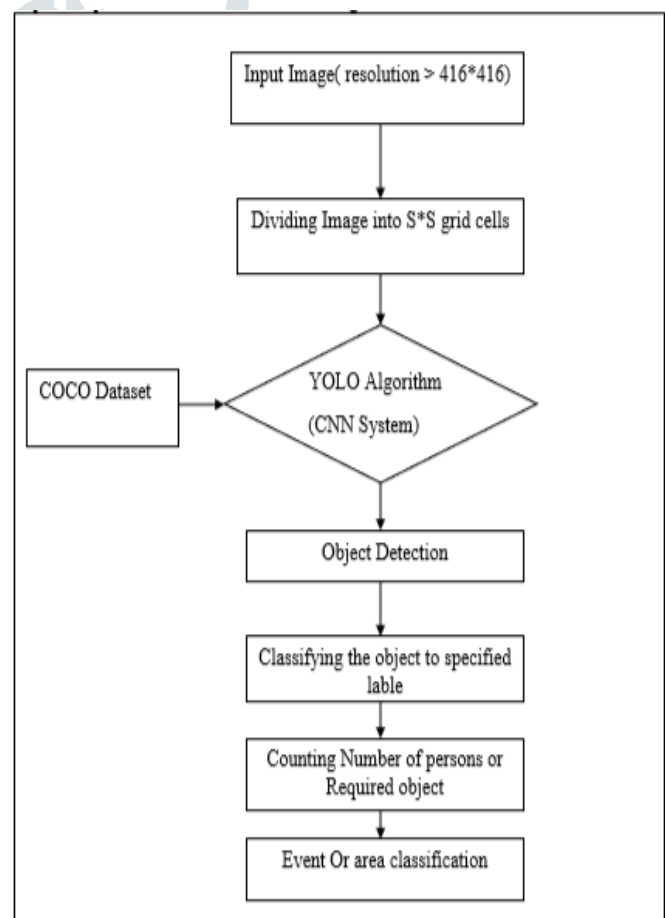 Input Image( resolution > 416*416)
Dividing Image into S*S grid cells
COCO Dataset
YOLO Algorithm
(CNN System)
Object Detection
Classifying the object to specified
lable
Counting Number of persons or
Required object
Event Or area classification